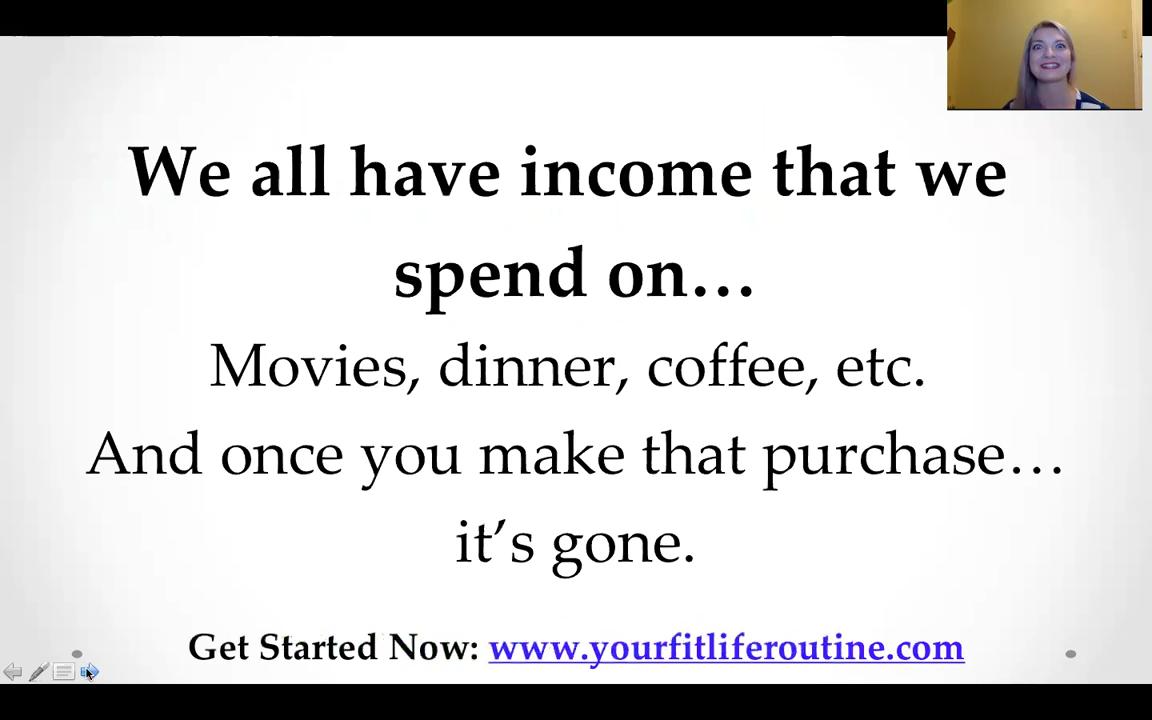 We all have income that we
spend on…
Movies, dinner, coffee, etc.
And once you make that purchase…
it’s gone.
Get Started Now: www.yourfitliferoutine.com